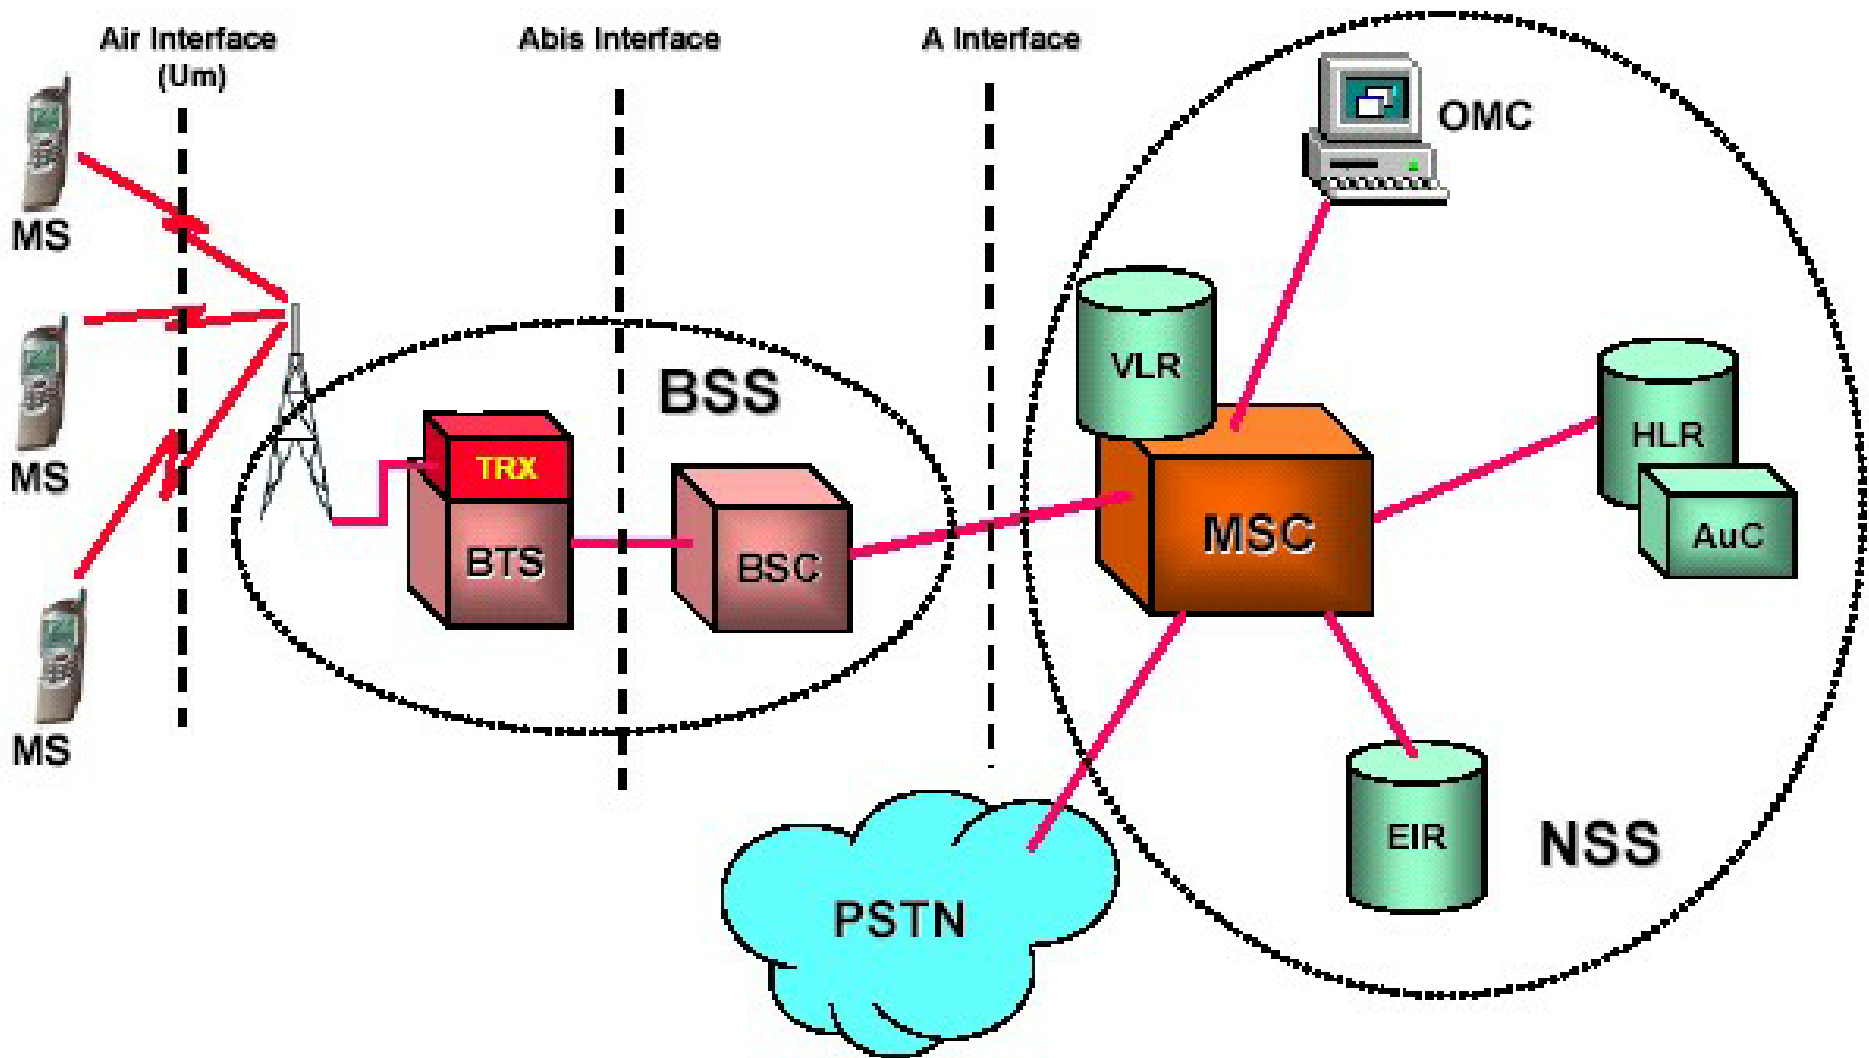 Air Interface
(Um)
Abis Interface
A Interface
OMC
MS
VLR
BSS
HLR
TRX
MS
MSC
AuC
BTS
BSC
MS
EIR
NSS
PSTN